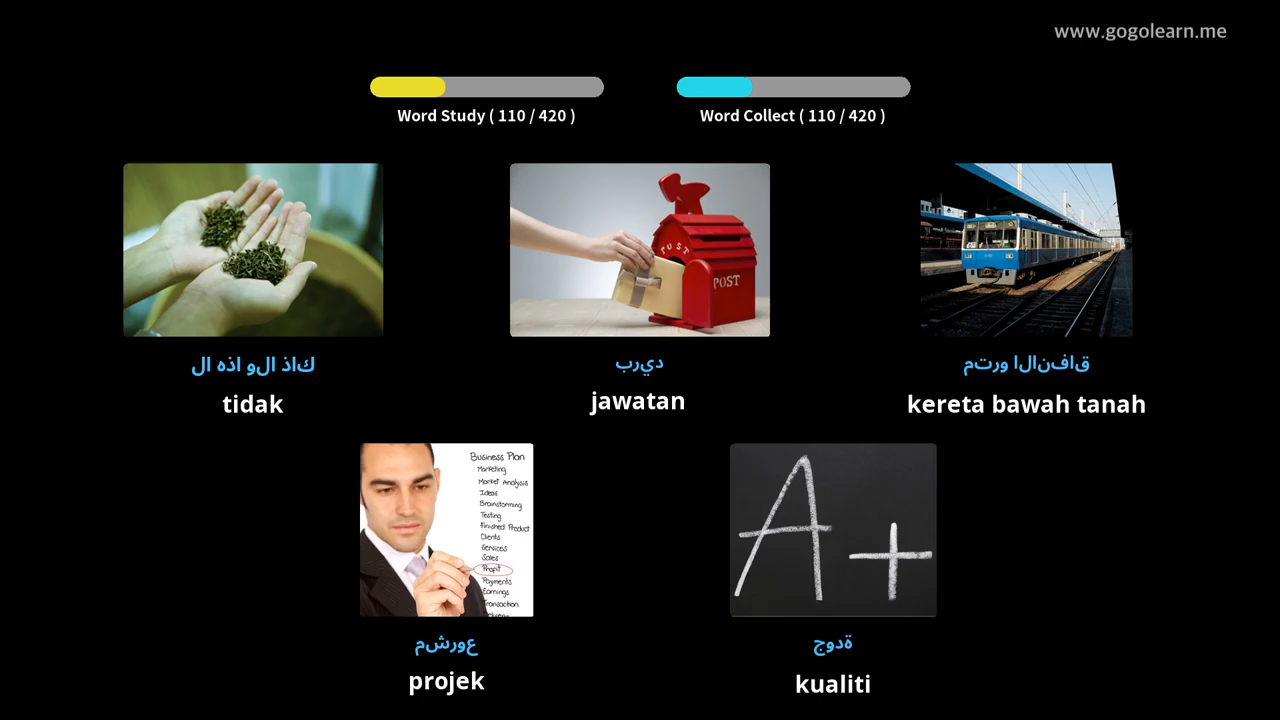 www.gogolearn.me
Word Study ( 110 / 420 )
Word Collect ( 110 / 420 )
POST
POST
كاذ الو اذه ال
tidak
ديرب
jawatan
قافنالا ورتم
kereta bawah tanah
Business Plan
Marketing
Market Analysis
Ideas
Brainstorming
Testing
Finished Product
Clients
Services
Sales
Profit
Payments
Earnings
Transaction
A+
عورشم
projek
ةدوج
kualiti